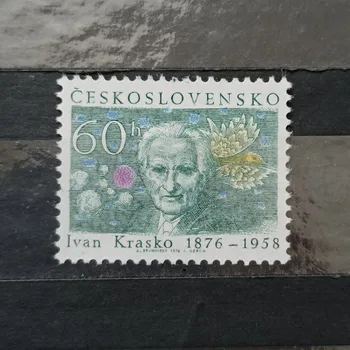 ČESKOSLOVENSKO
60h
Ivan Krasko 1876 – 1958